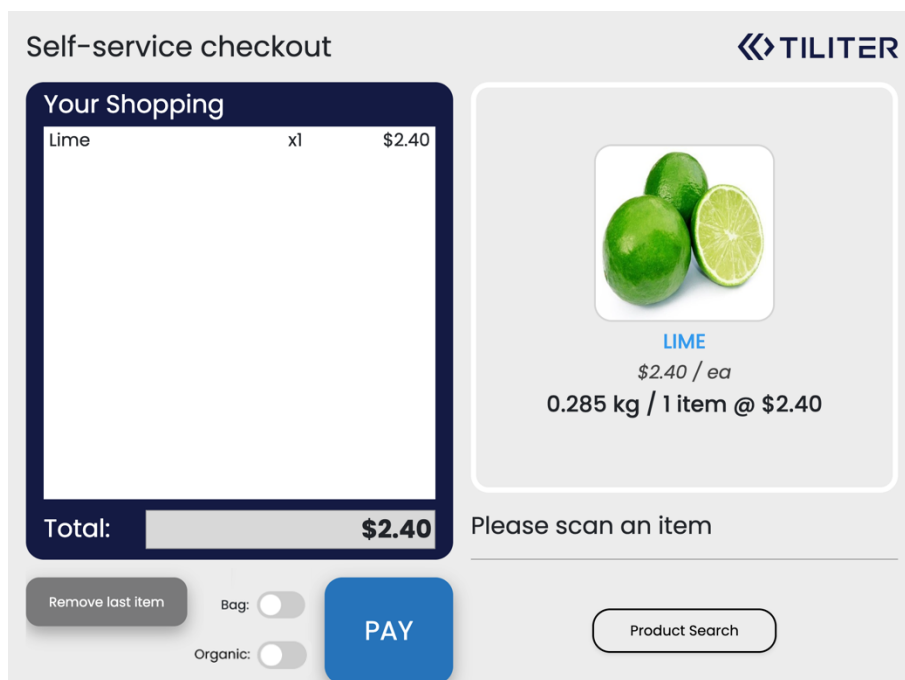 Self-service checkout
TILITER
Your Shopping
Lime x1 $2.40
Total: $2.40
LIME
$2.40 / ea
0.285 kg / 1 item @ $2.40
Please scan an item
Remove last item
Bag:
Organic:
PAY
Product Search